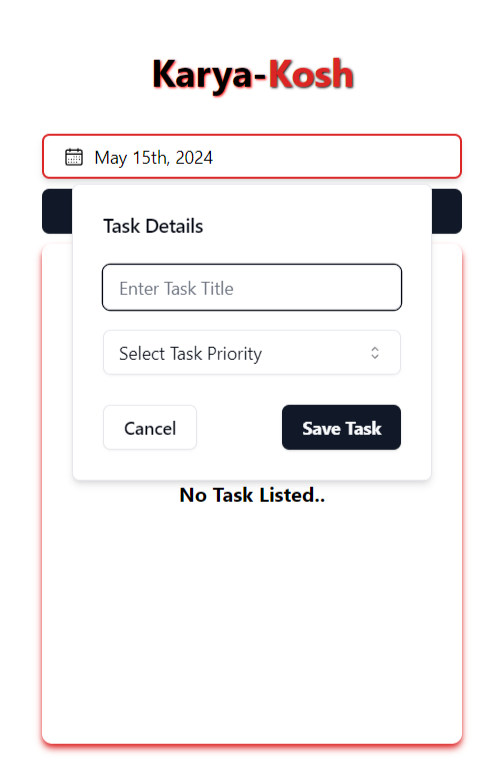 Karya-Kosh
May 15th, 2024
Task Details
Enter Task Title
Select Task Priority
Cancel
Save Task
No Task Listed..